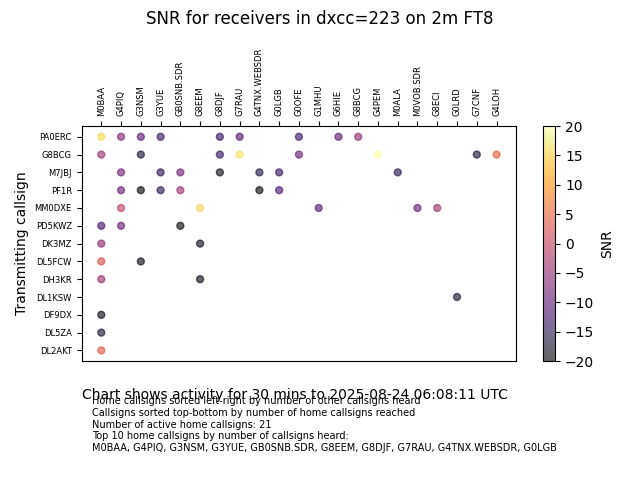 SNR for receivers in dxcc=223 on 2m FT8
M0BAA G4PIQ G3NSM G3YUE GB0SNB.SDR G8EEM G8DJF G7RAU G4TNX.WEBSDR G0LGB G0OFE G1MHU G6HIE G8BCG G4PEM M0ALA M0VOB.SDR G8ECI G0LRD G7CNF G4LOH
Transmitting callsign
PA0ERC
G8BCG
M7JBJ
PF1R
MM0DXE
PD5KWZ
DK3MZ
DL5FCW
DH3KR
DL1KSW
DF9DX
DL5ZA
DL2AKT
20
15
10
5
0
−5
−10
−15
−20
SNR
Chart shows activity for 30 mins to 2025-08-24 06:08:11 UTC
Home callsigns sorted left-right by number of other callsigns heard
Callsigns sorted top-bottom by number of home callsigns reached
Number of active home callsigns: 21
Top 10 home callsigns by number of callsigns heard:
M0BAA, G4PIQ, G3NSM, G3YUE, GB0SNB.SDR, G8EEM, G8DJF, G7RAU, G4TNX.WEBSDR, G0LGB